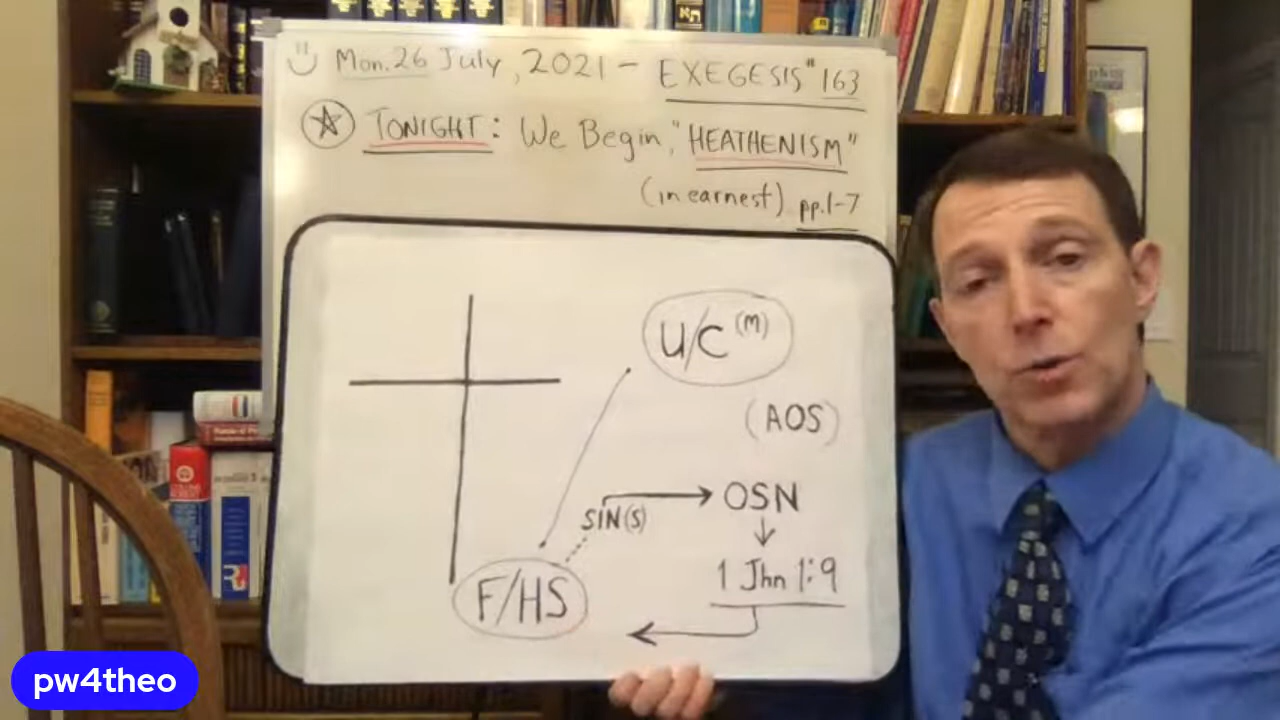 Mon. 26 July, 2021 - EXEGESIS #163
TONIGHT: We Begin, "HEATHENISM"
(in earnest) pp. 1-7
U/C (M)
(AOS)
SIN(S)
OSN
1 Jhn 1:9
F/HS
pw4theo